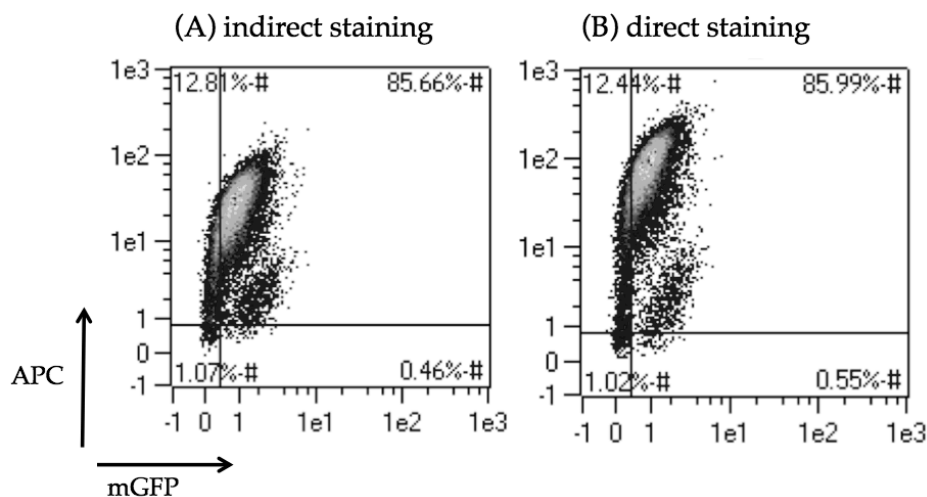 (A) indirect staining
(B) direct staining
1e3
12.81%-#
85.66%-#
1e2
1e1
1
0
-1
1.07%-#
0.46%-#
-1 0 1 1e1 1e2 1e3
1e3
12.44%-#
85.99%-#
1e2
1e1
1
0
-1
1.02%-#
0.55%-#
-1 0 1 1e1 1e2 1e3
APC
mGFP